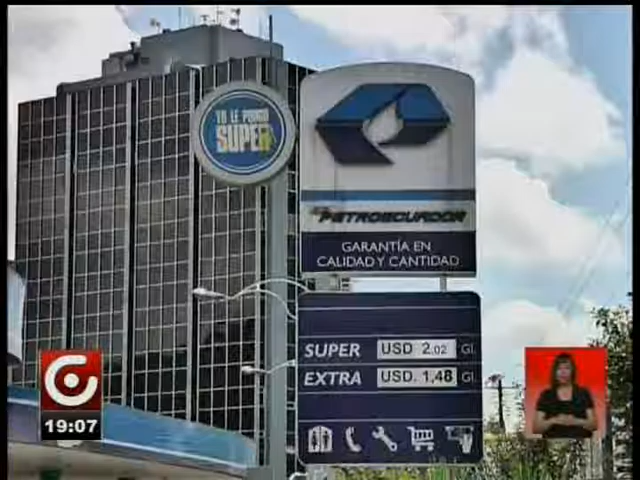 YO LE PONGO
SUPER
PETROECUADOR
GARANTÍA EN
CALIDAD Y CANTIDAD
SUPER USD 2.02 Gl.
EXTRA USD. 1,48 Gl.
19:07